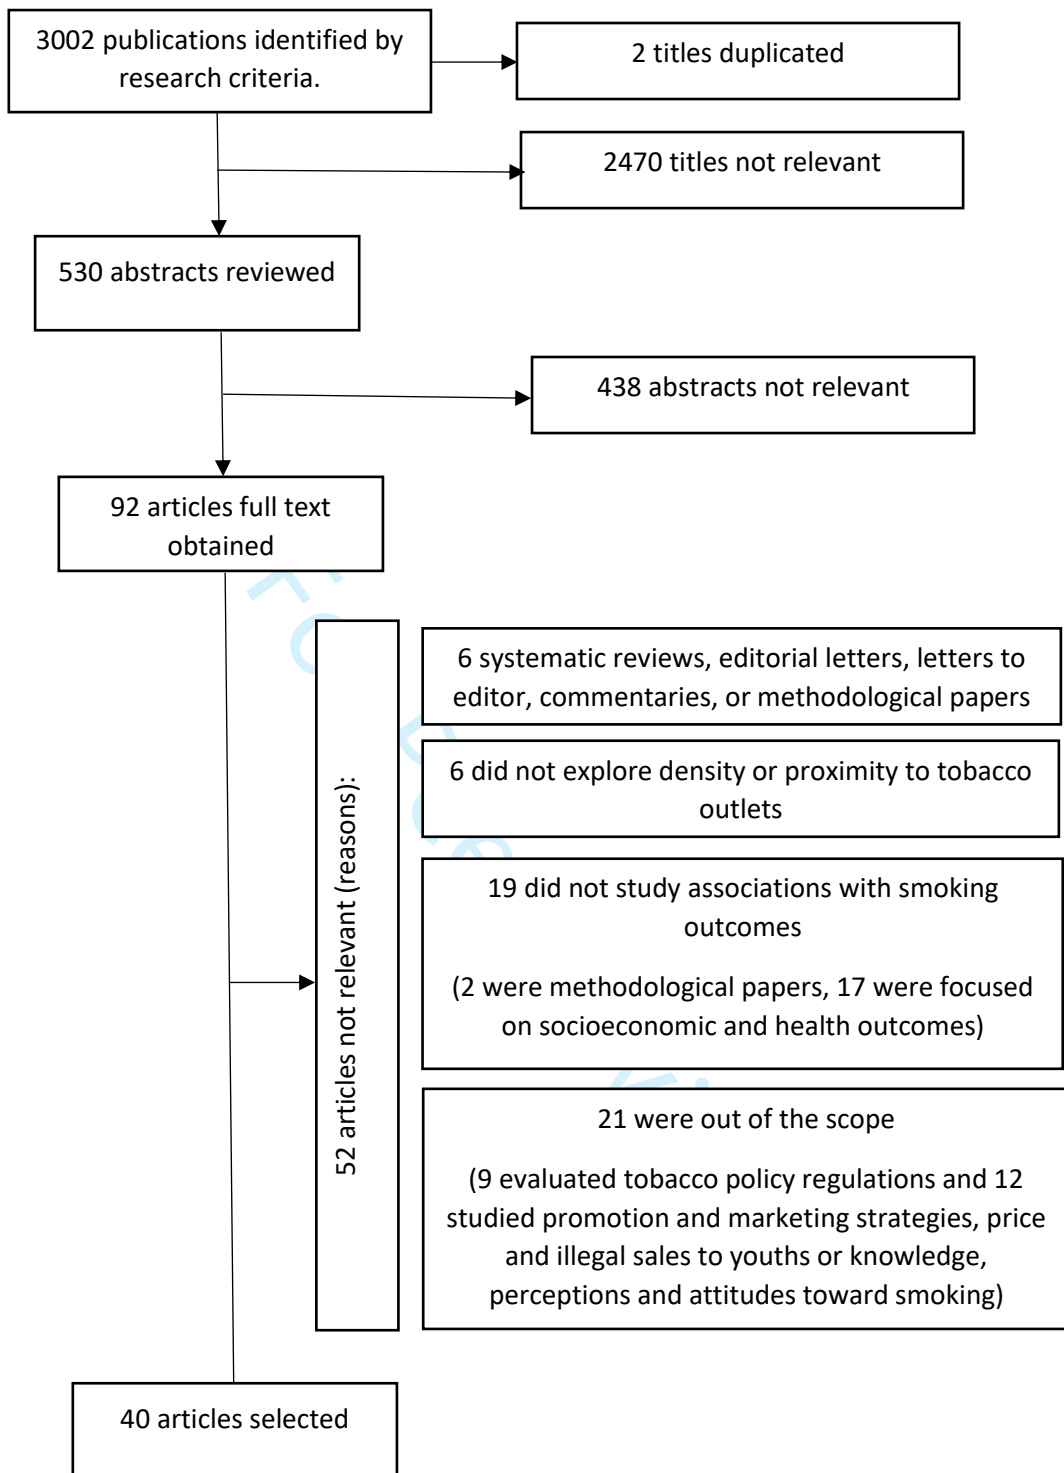 3002 publications identified by
research criteria.
2 titles duplicated
2470 titles not relevant
530 abstracts reviewed
438 abstracts not relevant
92 articles full text
obtained
52 articles not relevant (reasons):
6 systematic reviews, editorial letters, letters to
editor, commentaries, or methodological papers
6 did not explore density or proximity to tobacco
outlets
19 did not study associations with smoking
outcomes
(2 were methodological papers, 17 were focused
on socioeconomic and health outcomes)
21 were out of the scope
(9 evaluated tobacco policy regulations and 12
studied promotion and marketing strategies, price
and illegal sales to youths or knowledge,
perceptions and attitudes toward smoking)
40 articles selected